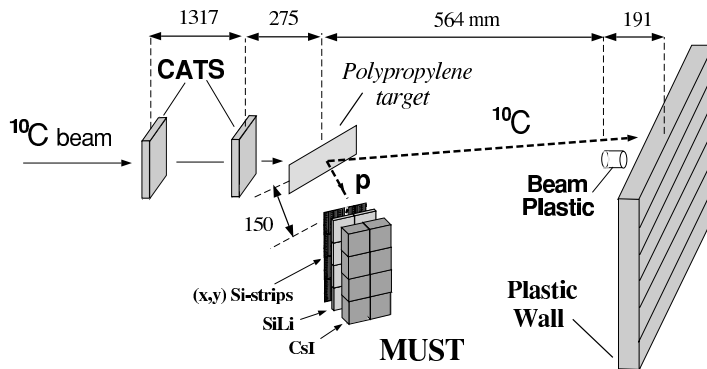 1317
275
564 mm
191
CATS
Polypropylene
target
¹⁰C beam
¹⁰C
p
Beam
Plastic
150
(x,y) Si-strips
SiLi
CsI
MUST
Plastic
Wall